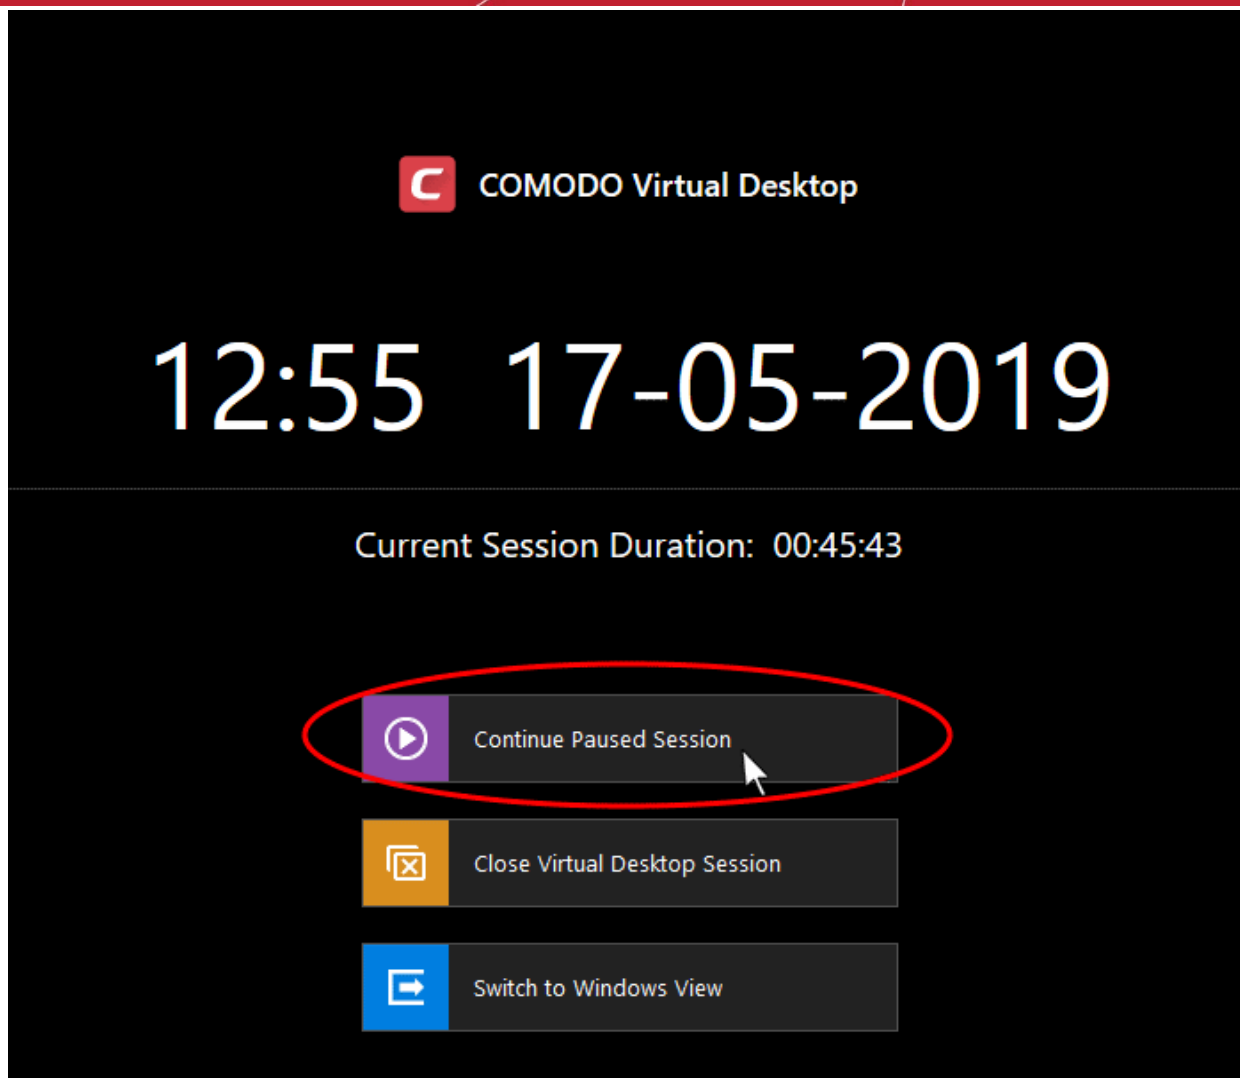 COMODO Virtual Desktop
12:55 17-05-2019
Current Session Duration: 00:45:43
Continue Paused Session
Close Virtual Desktop Session
Switch to Windows View